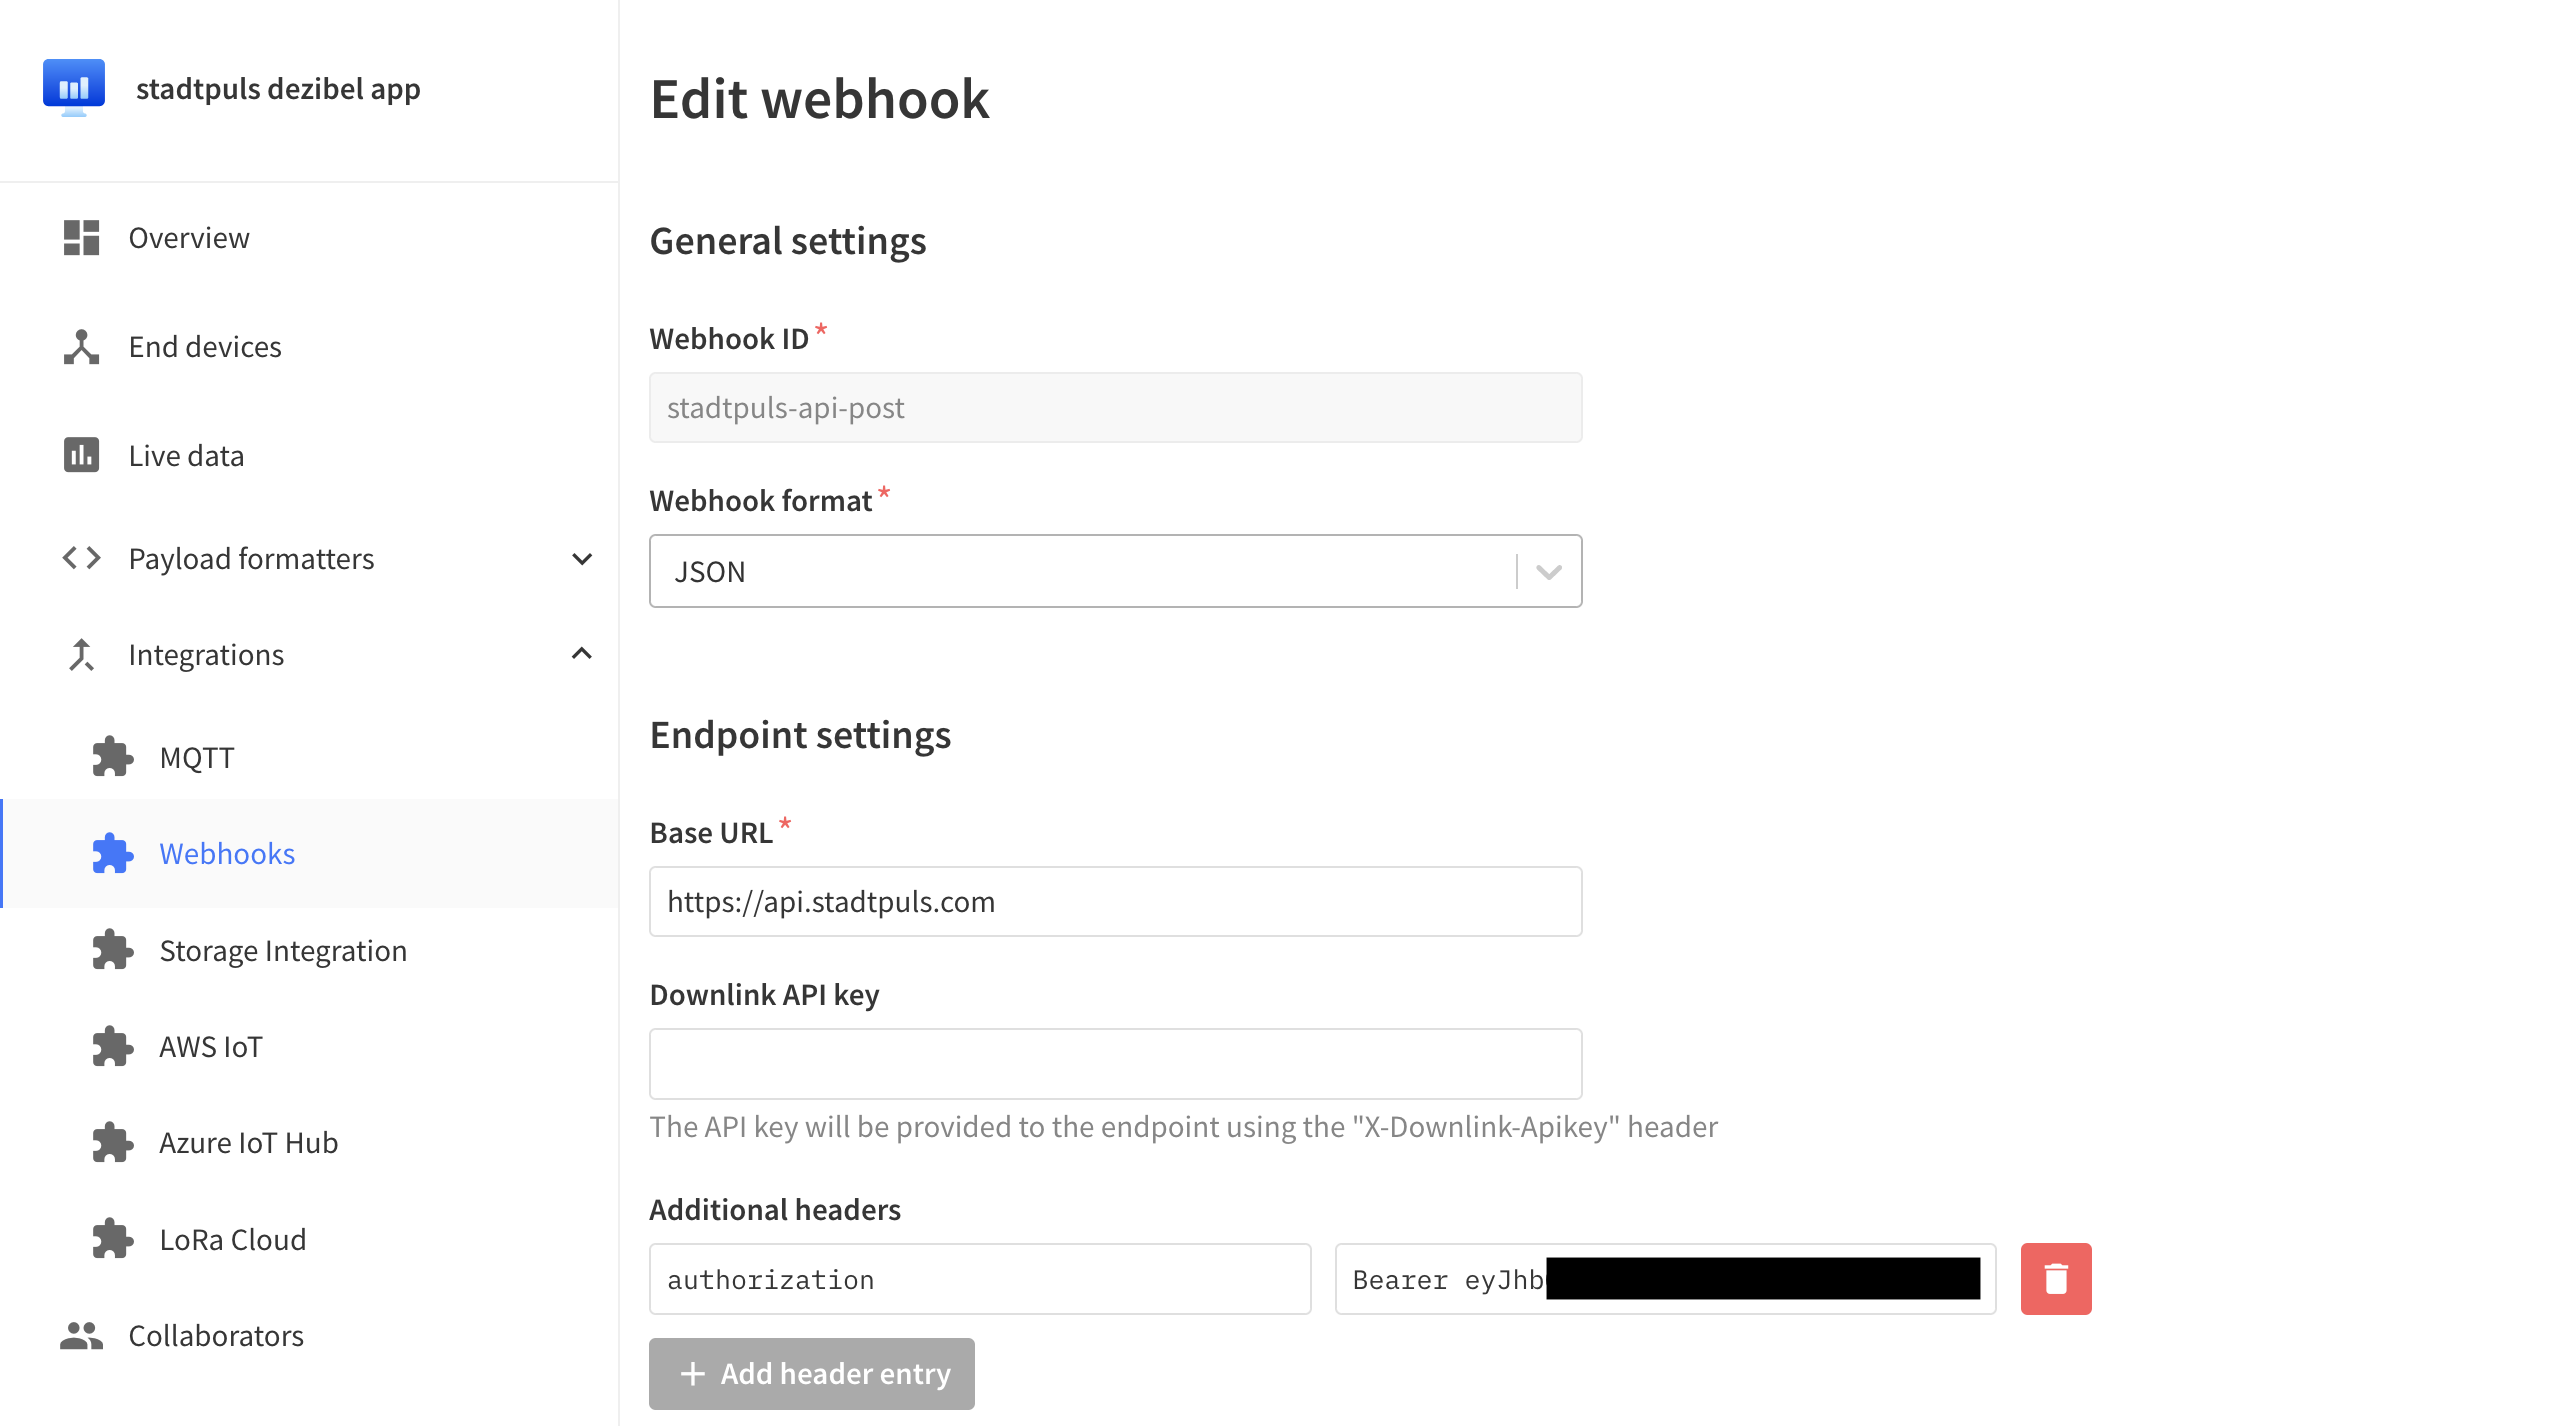 stadtpuls dezibel app
Overview
End devices
Live data
Payload formatters
Integrations
MQTT
Webhooks
Storage Integration
AWS IoT
Azure IoT Hub
LoRa Cloud
Collaborators
Edit webhook
General settings
Webhook ID *
stadtpuls-api-post
Webhook format *
JSON
Endpoint settings
Base URL *
https://api.stadtpuls.com
Downlink API key
The API key will be provided to the endpoint using the "X-Downlink-Apikey" header
Additional headers
authorization
Bearer eyJhb
+ Add header entry